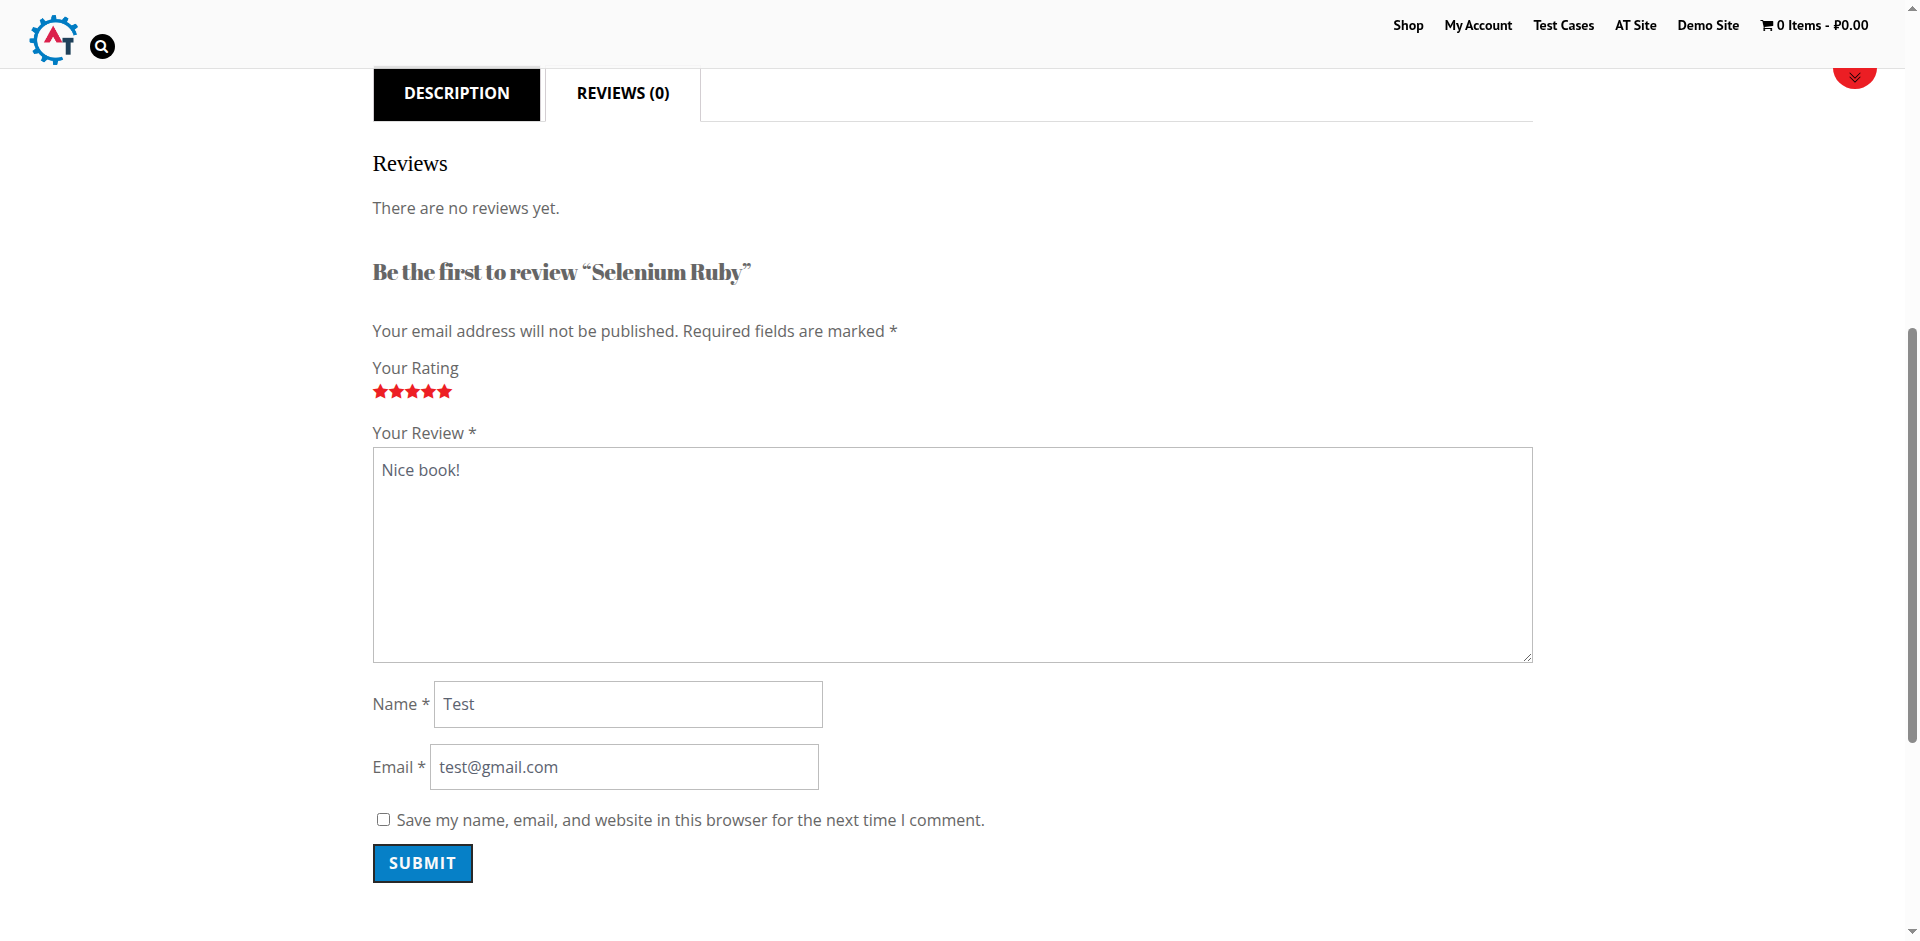 AT
Shop My Account Test Cases AT Site Demo Site 0 Items - ₽0.00
DESCRIPTION REVIEWS (0)
Reviews
There are no reviews yet.
Be the first to review “Selenium Ruby”
Your email address will not be published. Required fields are marked *
Your Rating
Your Review *
Nice book!
Name * Test
Email * test@gmail.com
Save my name, email, and website in this browser for the next time I comment.
SUBMIT